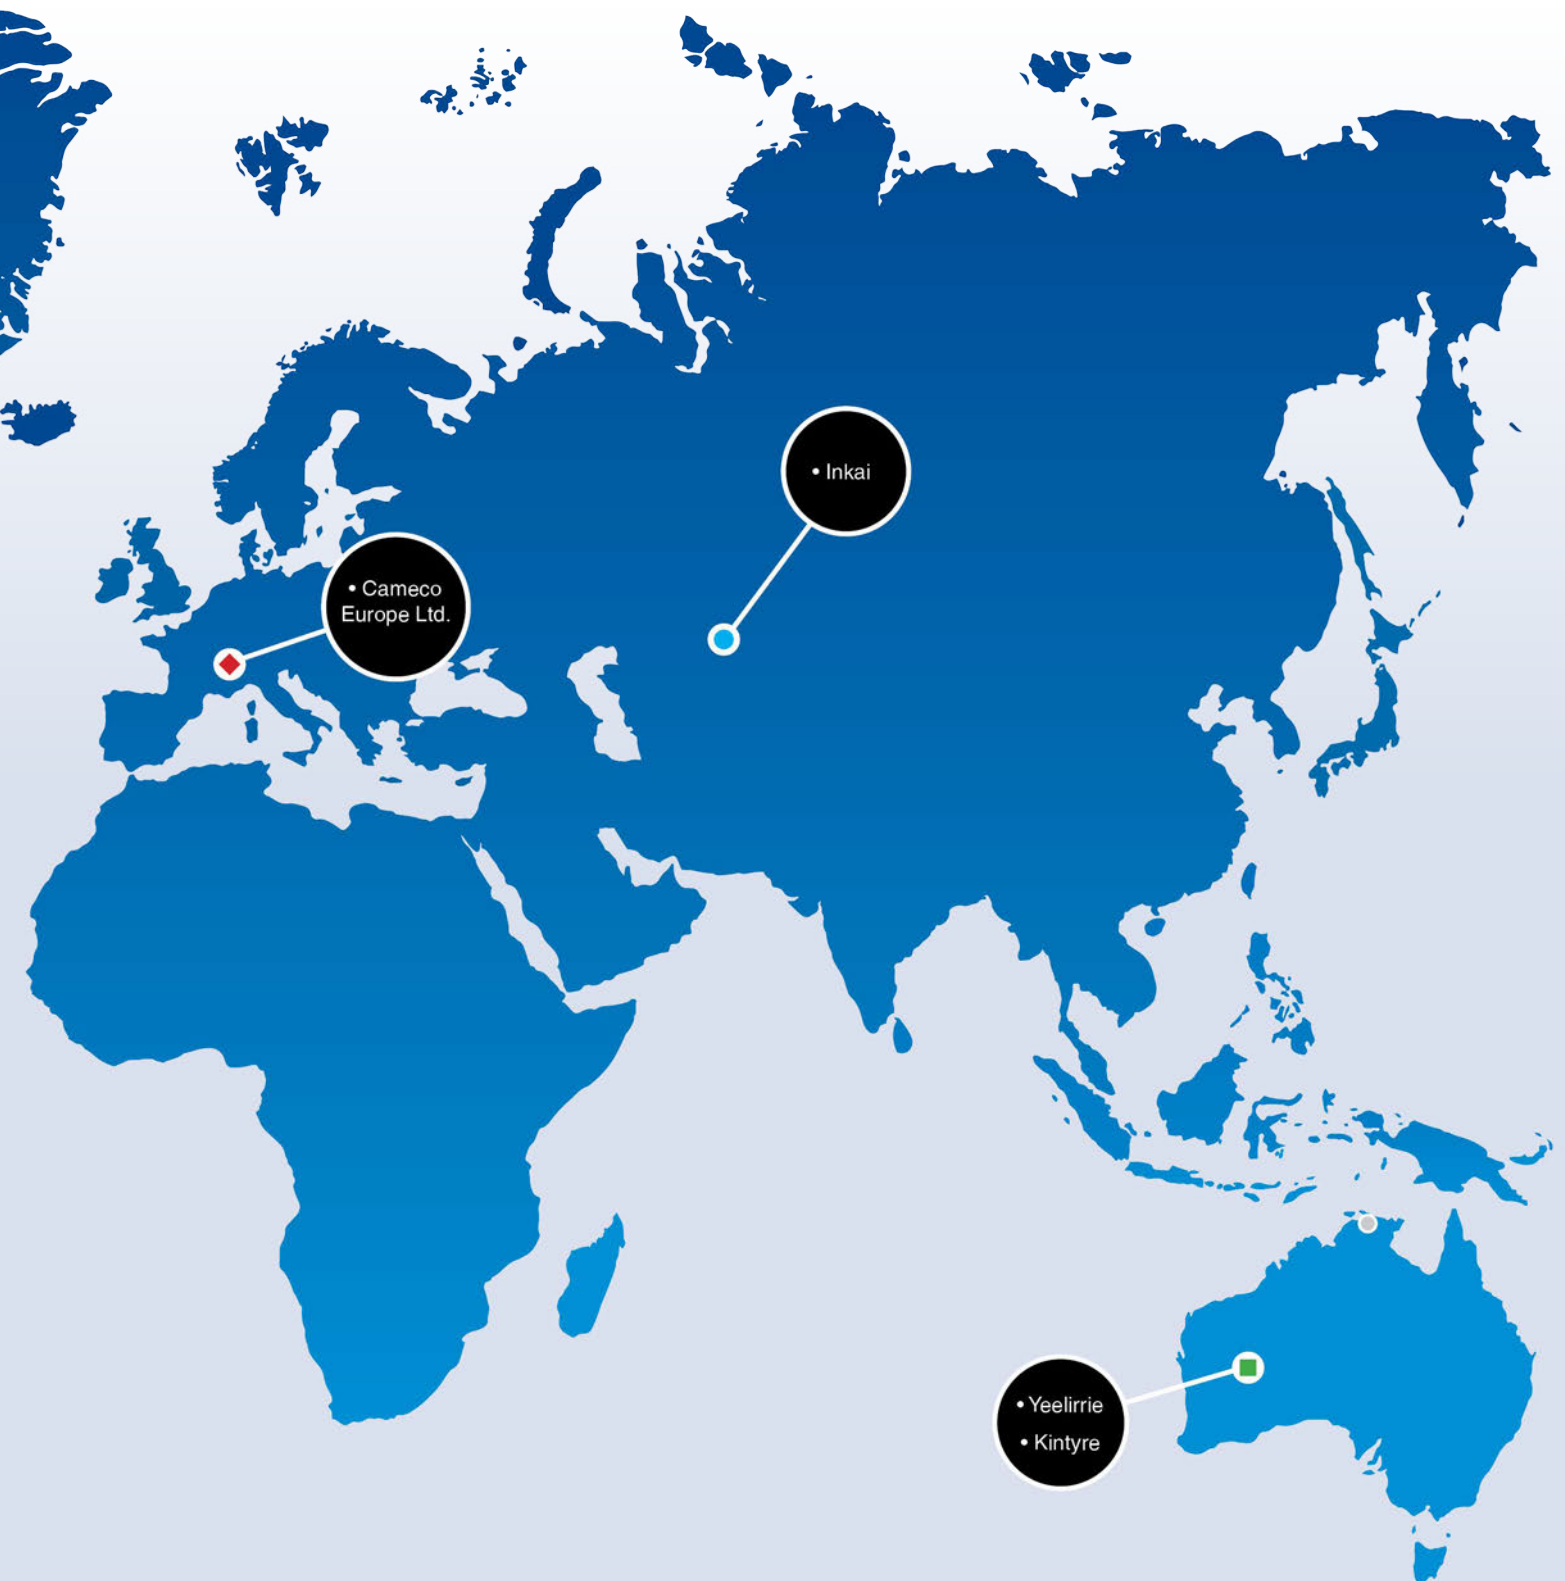 • Inkai
• Cameco
Europe Ltd.
• Yeelirrie
• Kintyre